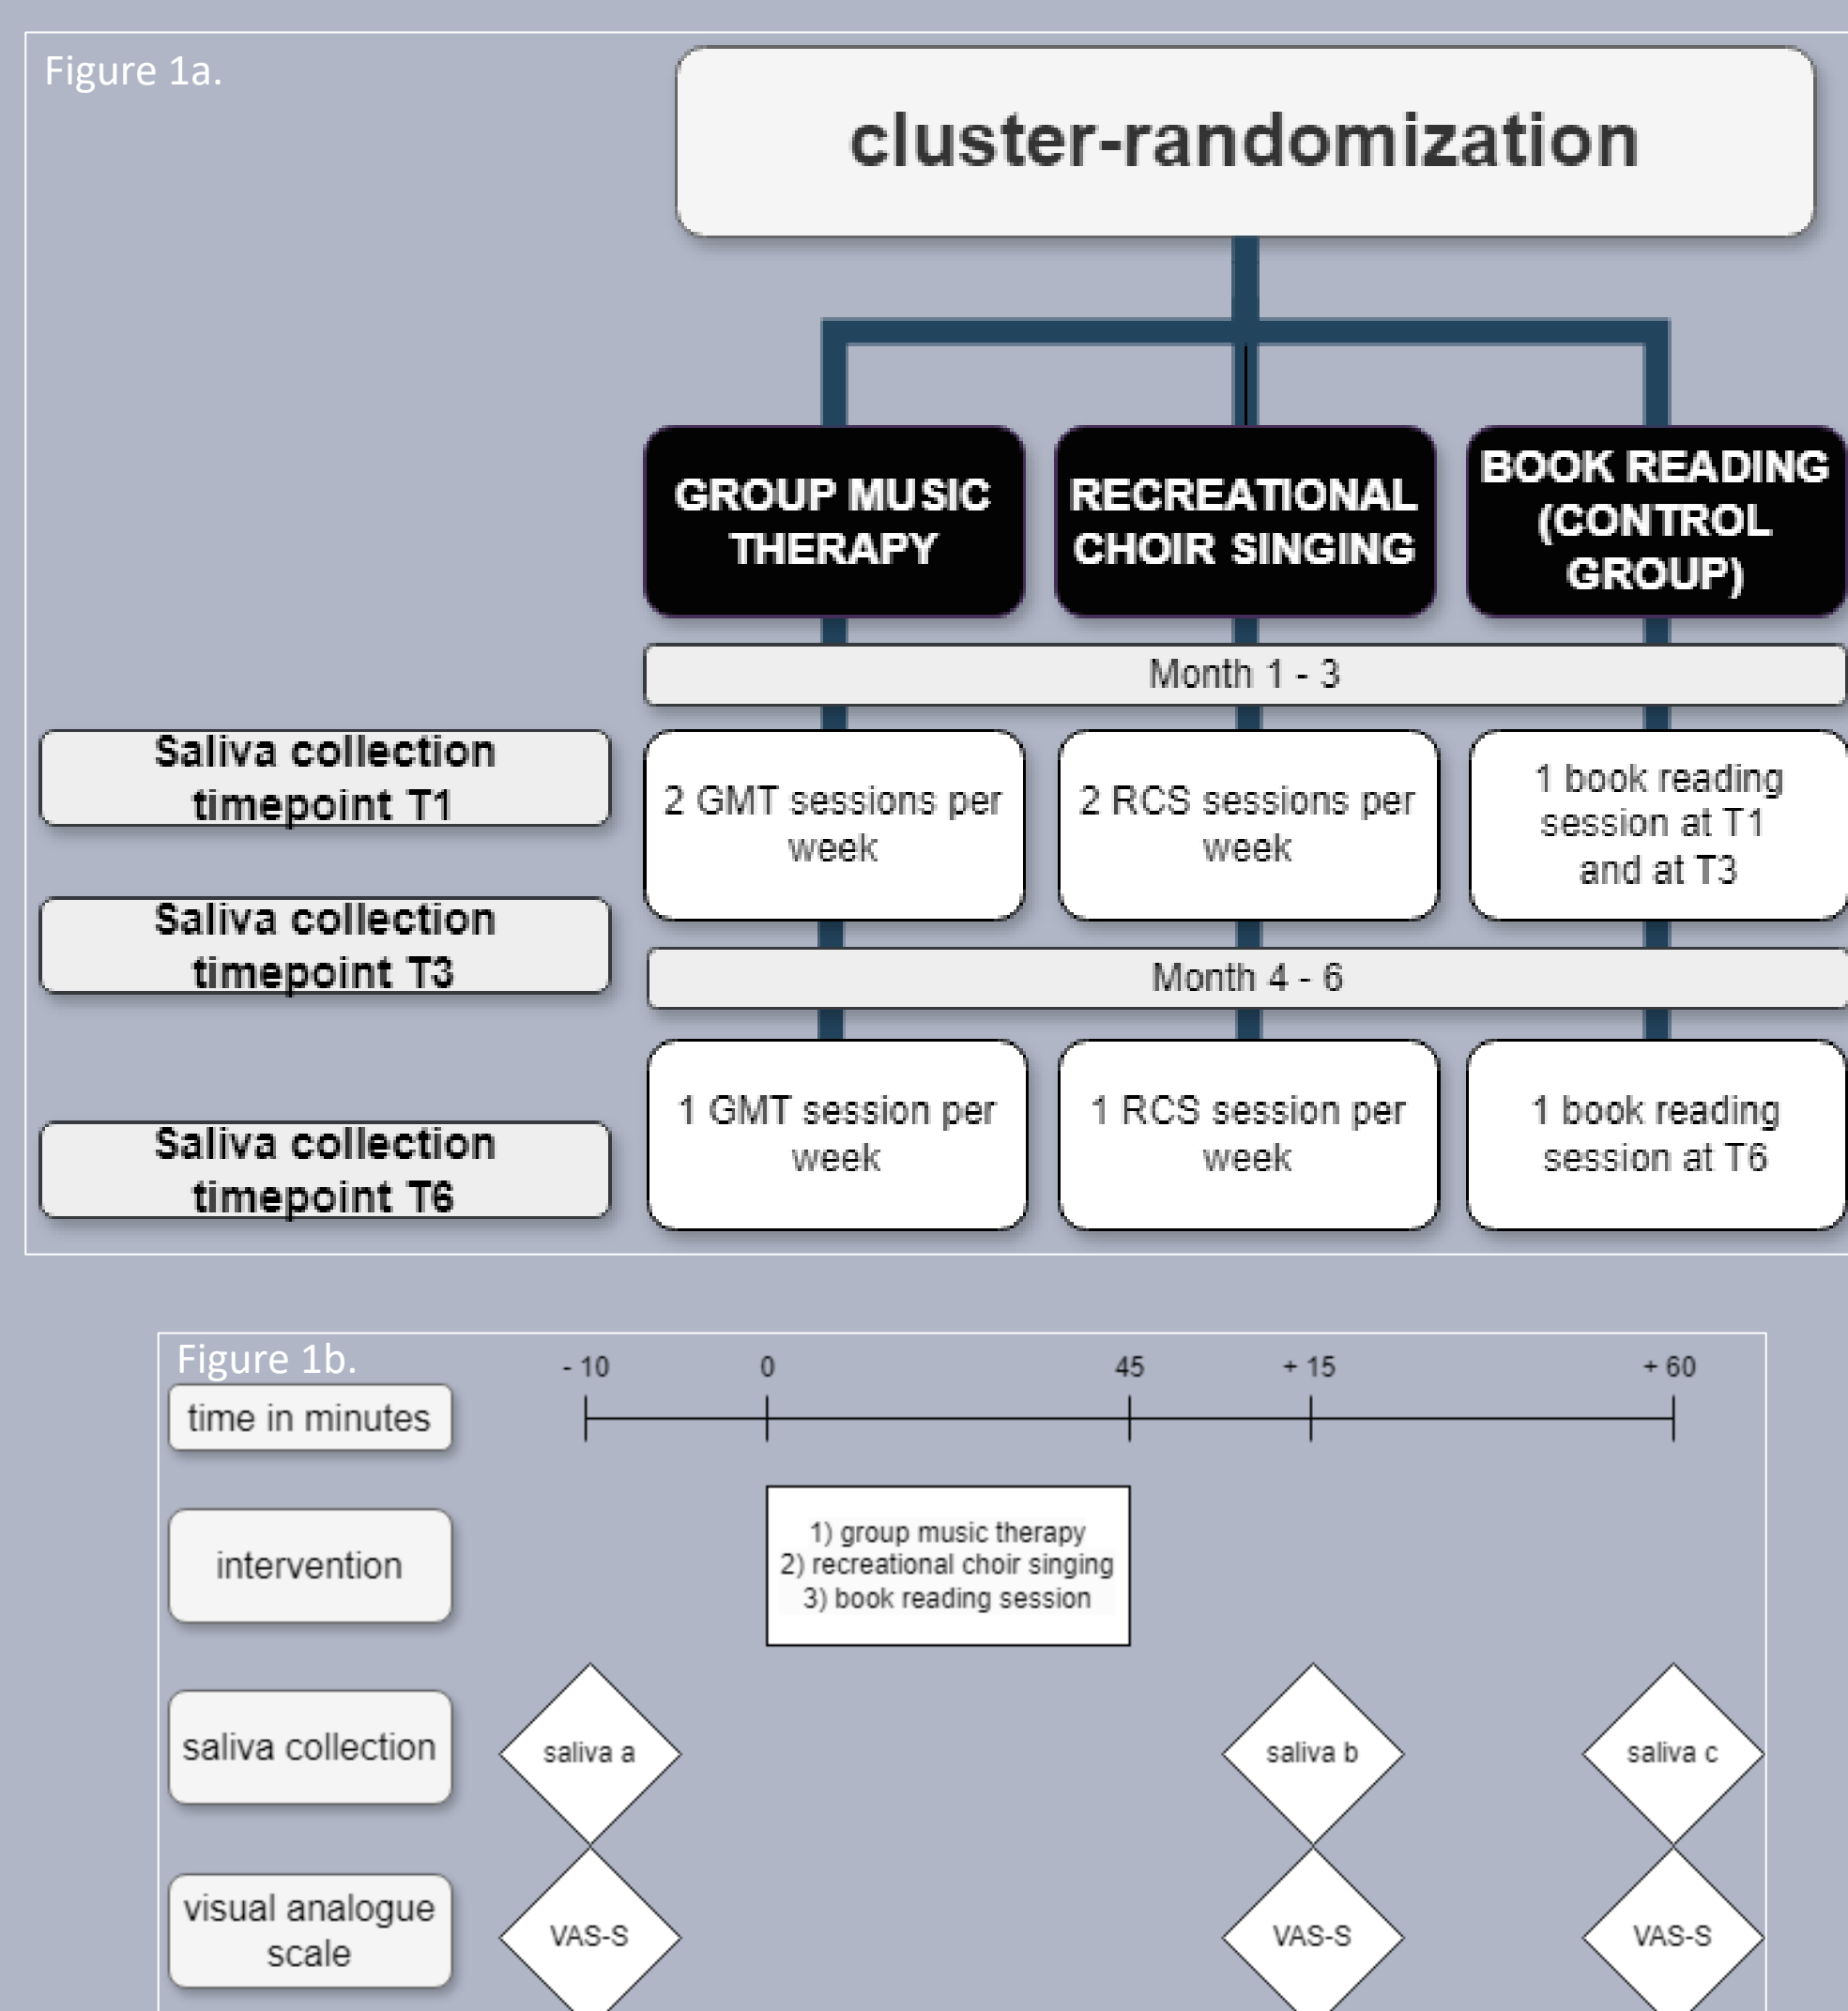 Figure 1a.
cluster-randomization
GROUP MUSIC
THERAPY
RECREATIONAL
CHOIR SINGING
BOOK READING
(CONTROL
GROUP)
Month 1 - 3
Saliva collection
timepoint T1
2 GMT sessions per
week
2 RCS sessions per
week
1 book reading
session at T1
and at T3
Saliva collection
timepoint T3
Month 4 - 6
Saliva collection
timepoint T6
1 GMT session per
week
1 RCS session per
week
1 book reading
session at T6
Figure 1b.
- 10
0
45
+ 15
+ 60
time in minutes
intervention
1) group music therapy
2) recreational choir singing
3) book reading session
saliva collection
saliva a
saliva b
saliva c
visual analogue
scale
VAS-S
VAS-S
VAS-S